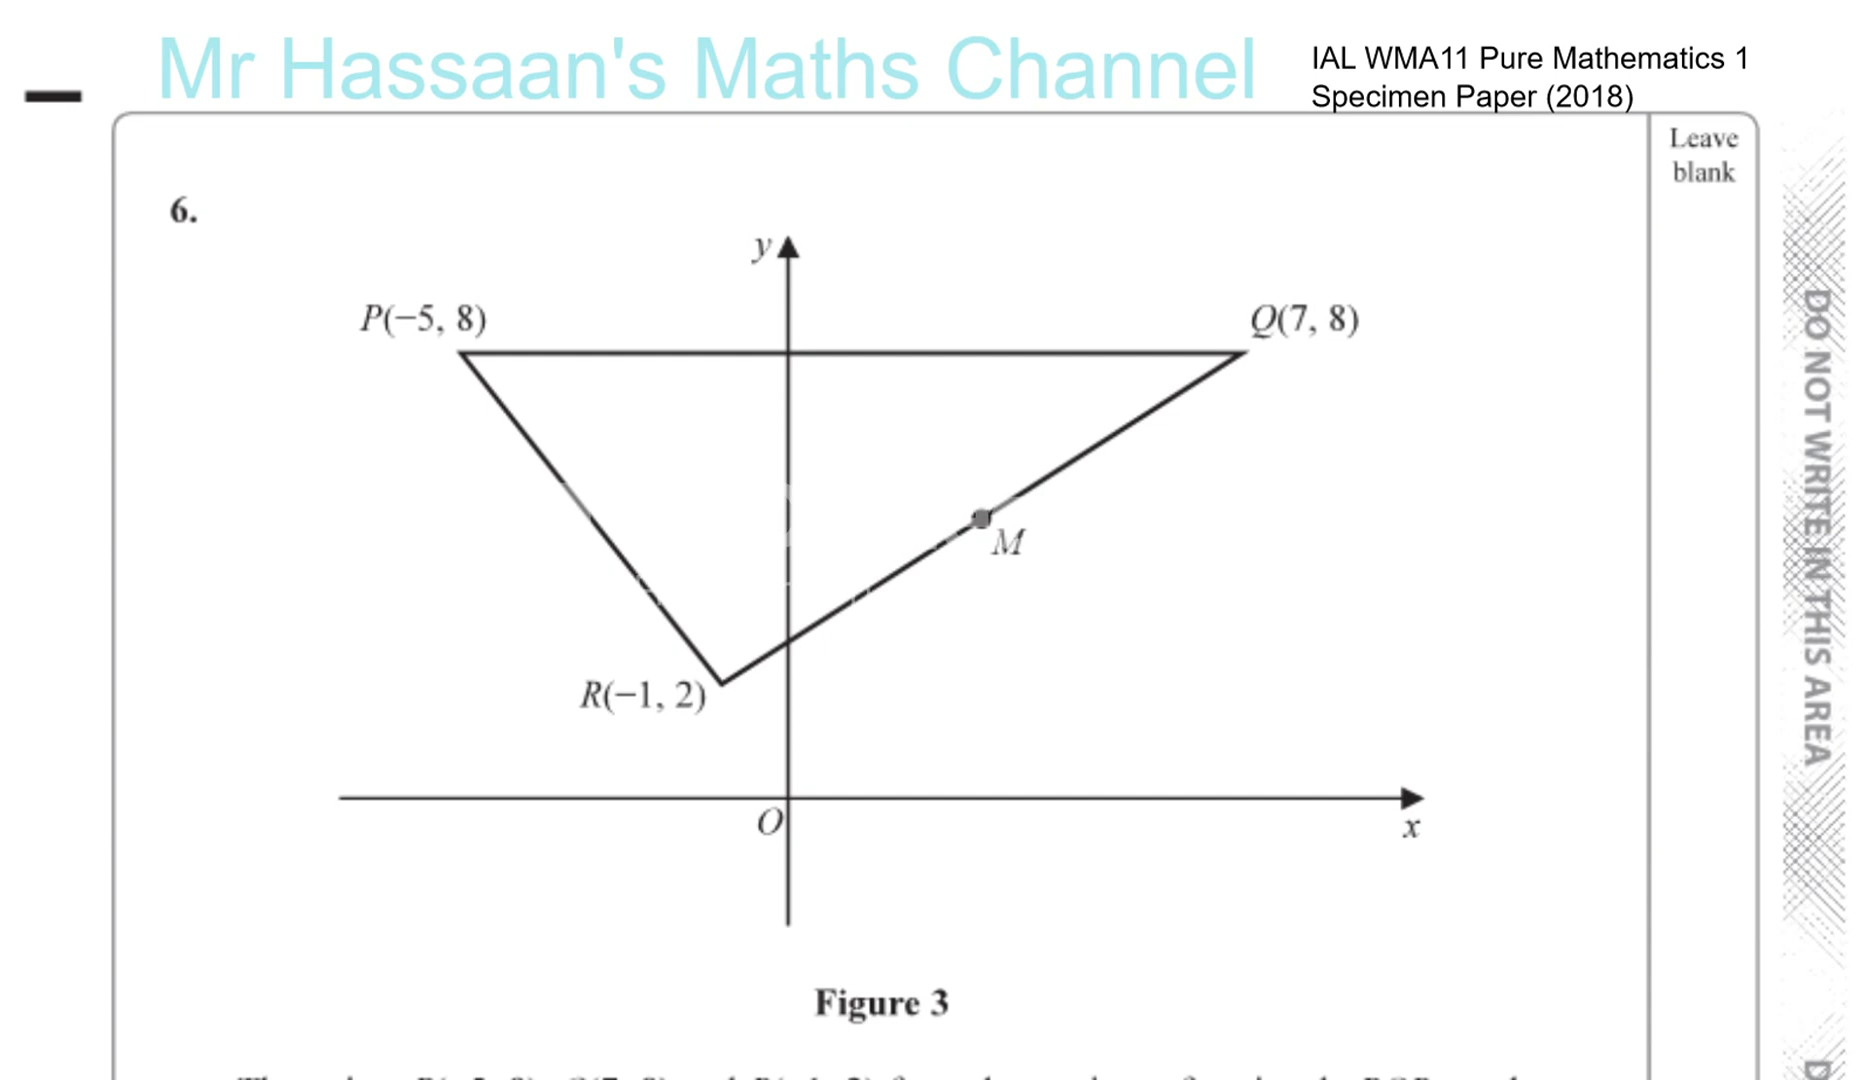 Mr Hassaan's Maths Channel
IAL WMA11 Pure Mathematics 1
Specimen Paper (2018)
Leave
blank
6.
y
P(−5, 8)
Q(7, 8)
M
R(−1, 2)
O
x
Figure 3
DO NOT WRITE IN THIS AREA